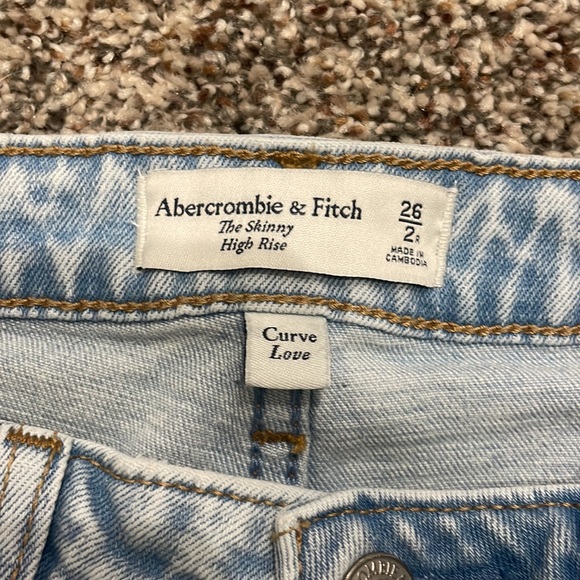 Abercrombie & Fitch
The Skinny
High Rise
26
2R
MADE IN
CAMBODIA
Curve
Love